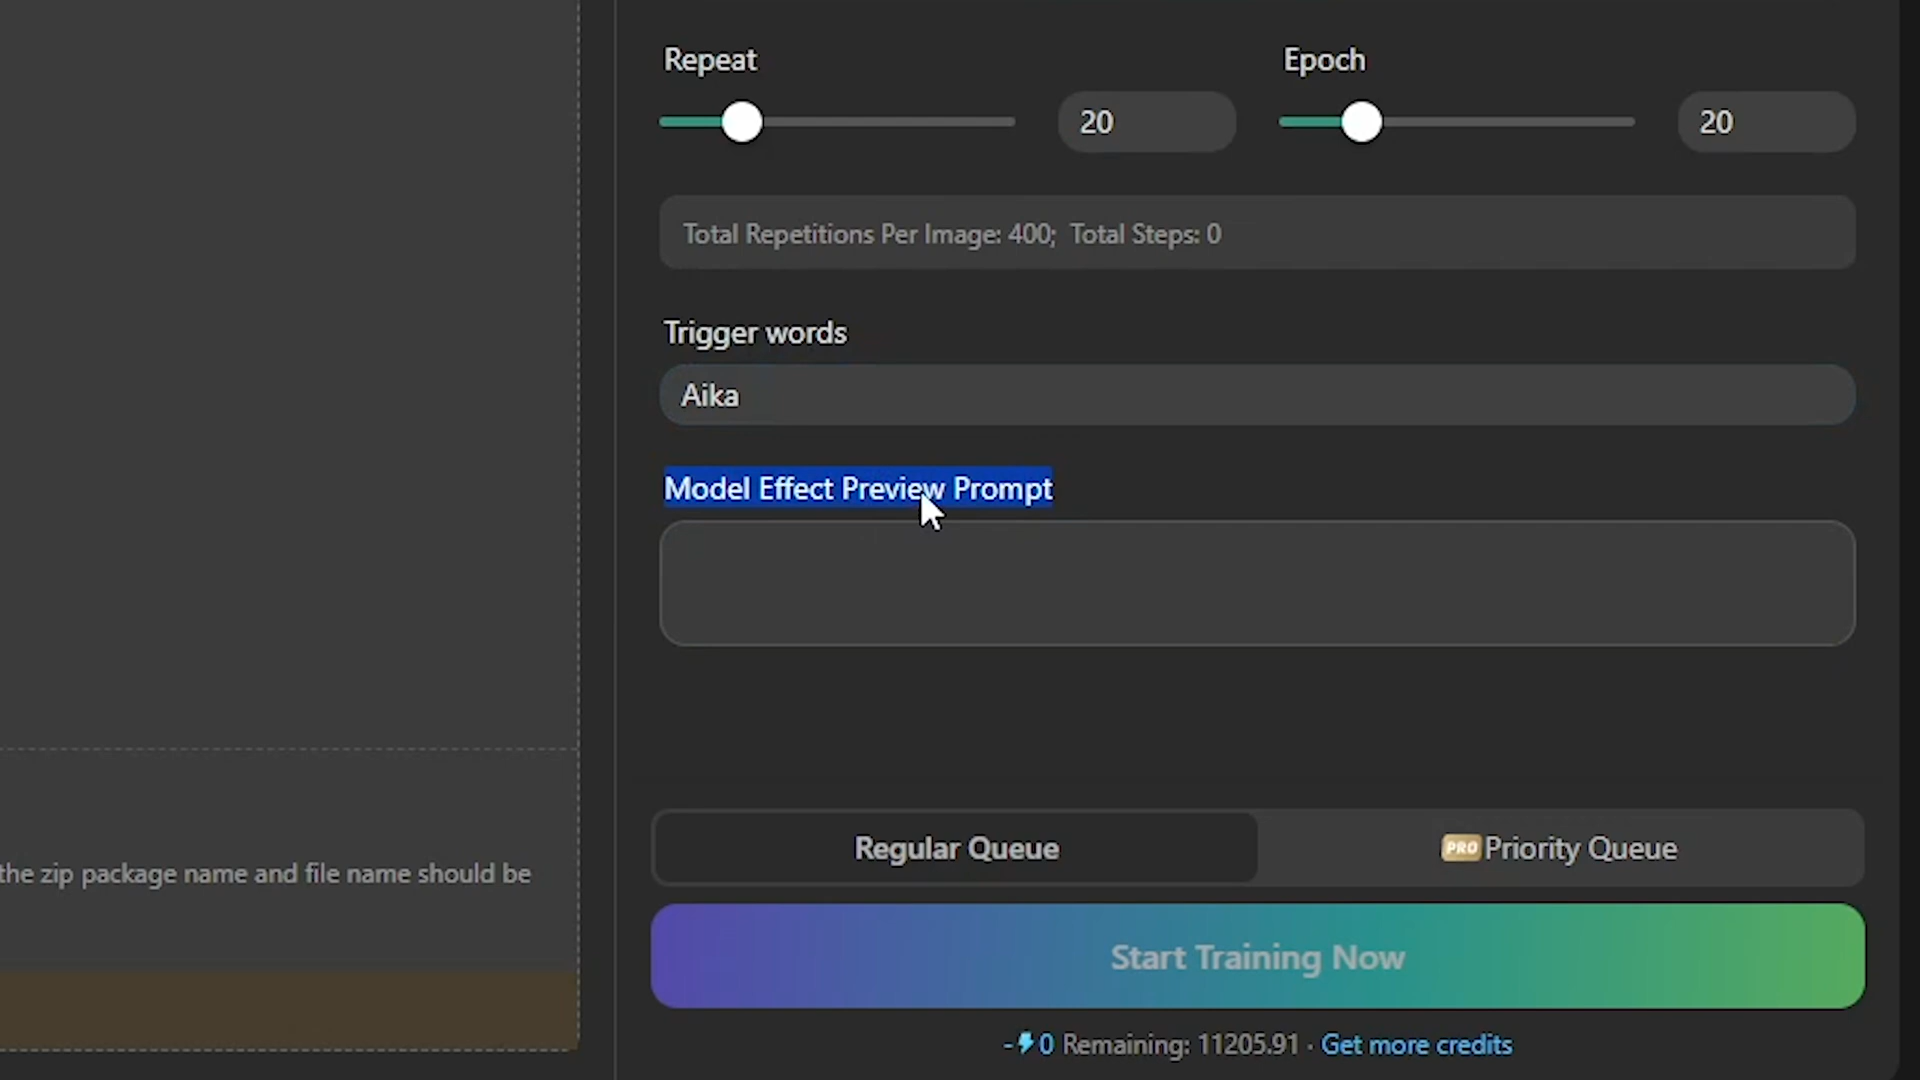 Repeat
Epoch
20
20
Total Repetitions Per Image: 400; Total Steps: 0
Trigger words
Aika
Model Effect Preview Prompt
Regular Queue
PRO Priority Queue
the zip package name and file name should be
Start Training Now
-0 Remaining: 11205.91 · Get more credits